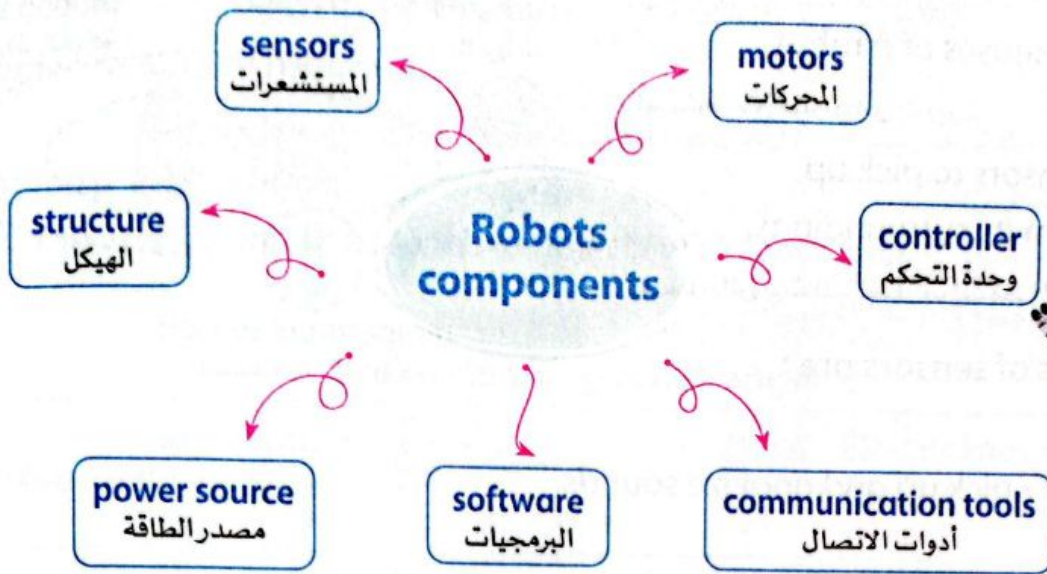 sensors
المستشعرات
motors
المحركات
structure
الهيكل
Robots
components
controller
وحدة التحكم
power source
مصدر الطاقة
software
البرمجيات
communication tools
أدوات الاتصال